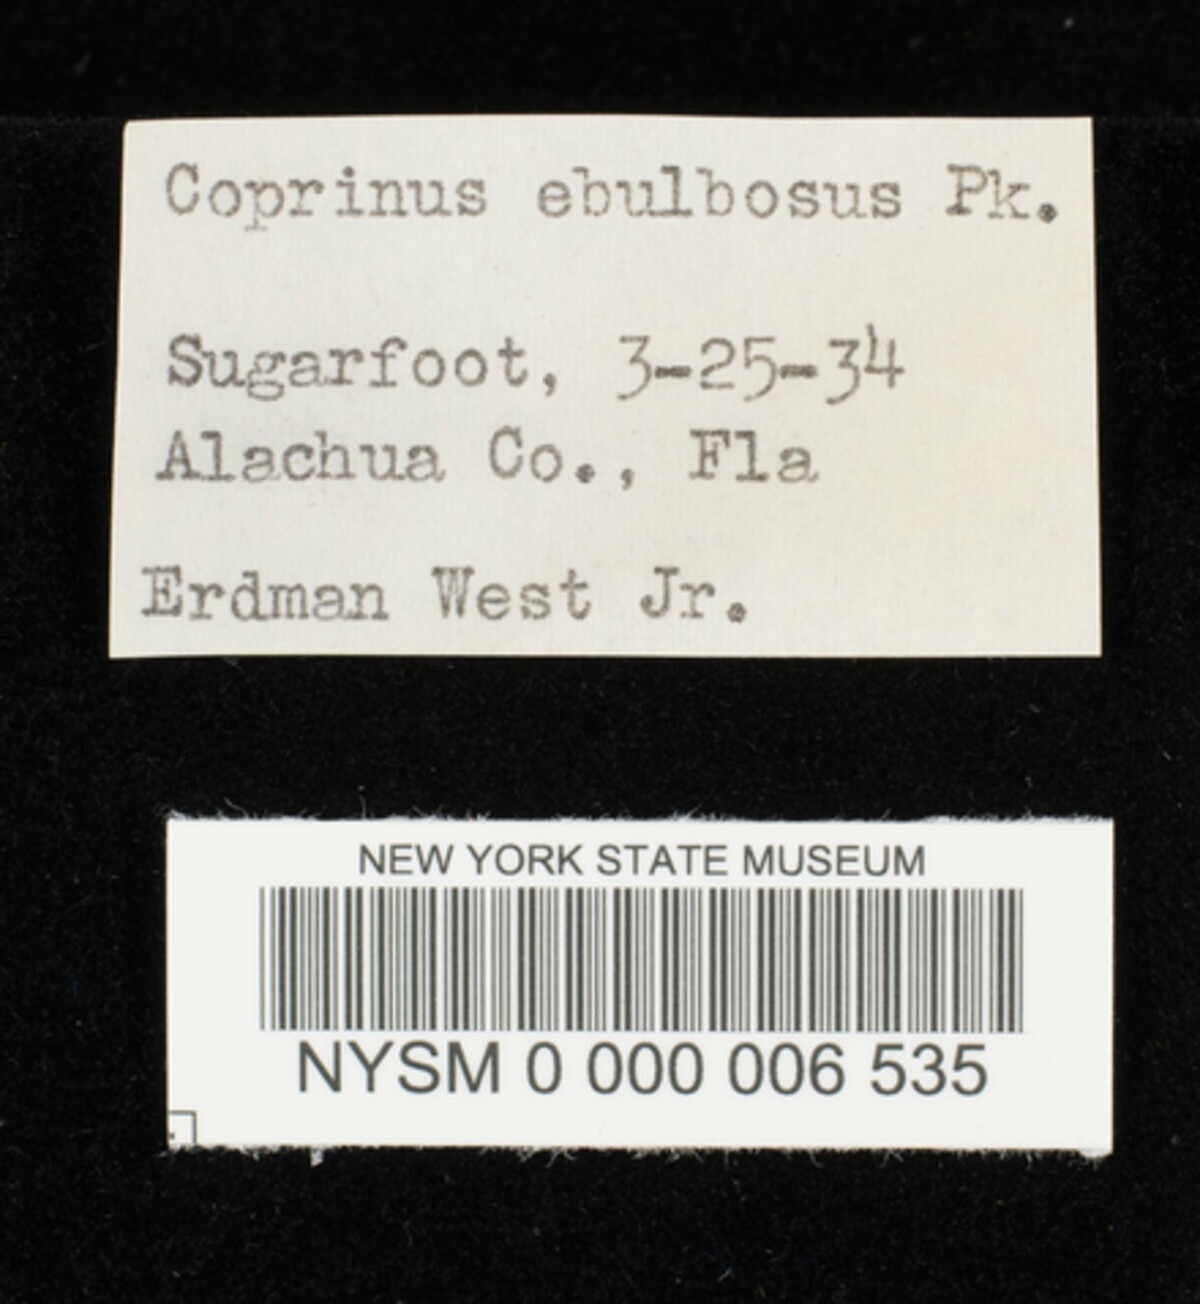 Coprinus ebulbosus Pk.
Sugarfoot, 3-25-34
Alachua Co., Fla
Erdman West Jr.
NEW YORK STATE MUSEUM
NYSM 0 000 006 535